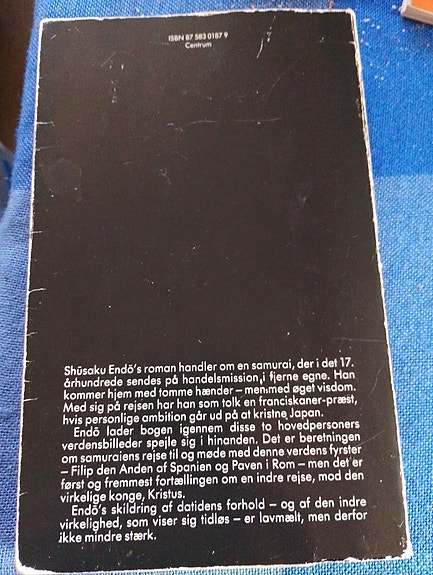 ISBN 87 583 0187 9
Centrum
Shūsaku Endō's roman handler om en samurai, der i det 17.
århundrede sendes på handelsmission i fjerne egne. Han
kommer hjem med tomme hænder – men med øget visdom.
Med sig på rejsen har han som tolk en franciskaner-præst,
hvis personlige ambition går ud på at kristne Japan.
Endō lader bogen igennem disse to hovedpersoners
verdensbilleder spejle sig i hinanden. Det er beretningen
om samuraiens rejse til og møde med denne verdens fyrster
– Filip den Anden af Spanien og Paven i Rom – men det er
først og fremmest fortællingen om en indre rejse, mod den
virkelige konge, Kristus.
Endō's skildring af datidens forhold – og af den indre
virkelighed, som viser sig tidløs – er lavmælt, men derfor
ikke mindre stærk.